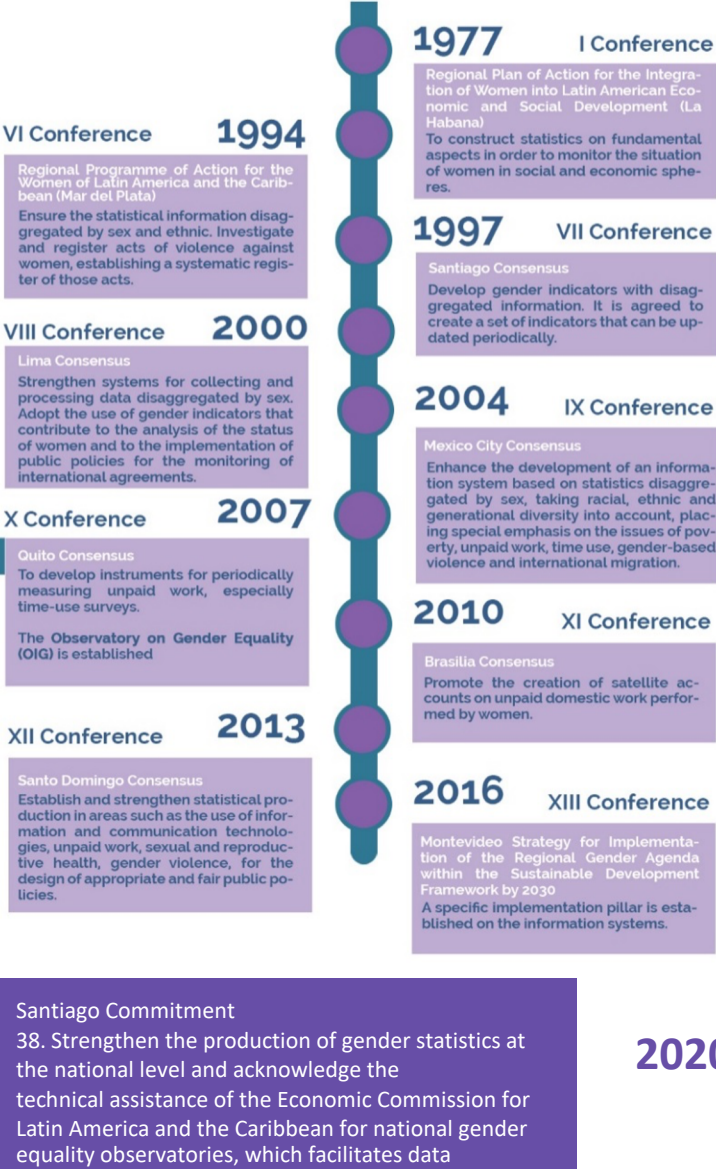 1977 I Conference
Regional Plan of Action for the Integra-
tion of Women into Latin American Eco-
nomic and Social Development (La
Habana)
To construct statistics on fundamental
aspects in order to monitor the situation
of women in social and economic sphe-
res.
VI Conference 1994
Regional Programme of Action for the
Women of Latin America and the Carib-
bean (Mar del Plata)
Ensure the statistical information disag-
gregated by sex and ethnic. Investigate
and register acts of violence against
women, establishing a systematic regis-
ter of those acts.
1997 VII Conference
Santiago Consensus
Develop gender indicators with disag-
gregated information. It is agreed to
create a set of indicators that can be up-
dated periodically.
VIII Conference 2000
Lima Consensus
Strengthen systems for collecting and
processing data disaggregated by sex.
Adopt the use of gender indicators that
contribute to the analysis of the status
of women and to the implementation of
public policies for the monitoring of
international agreements.
2004 IX Conference
Mexico City Consensus
Enhance the development of an informa-
tion system based on statistics disaggre-
gated by sex, taking racial, ethnic and
generational diversity into account, plac-
ing special emphasis on the issues of pov-
erty, unpaid work, time use, gender-based
violence and international migration.
X Conference 2007
Quito Consensus
To develop instruments for periodically
measuring unpaid work, especially
time-use surveys.
The Observatory on Gender Equality
(OIG) is established
2010 XI Conference
Brasilia Consensus
Promote the creation of satellite ac-
counts on unpaid domestic work perfor-
med by women.
XII Conference 2013
Santo Domingo Consensus
Establish and strengthen statistical pro-
duction in areas such as the use of infor-
mation and communication technolo-
gies, unpaid work, sexual and reproduc-
tive health, gender violence, for the
design of appropriate and fair public po-
licies.
2016 XIII Conference
Montevideo Strategy for Implementa-
tion of the Regional Gender Agenda
within the Sustainable Development
Framework by 2030
A specific implementation pillar is esta-
blished on the information systems.
Santiago Commitment
38. Strengthen the production of gender statistics at
the national level and acknowledge the
technical assistance of the Economic Commission for
Latin America and the Caribbean for national gender
equality observatories, which facilitates data
2020